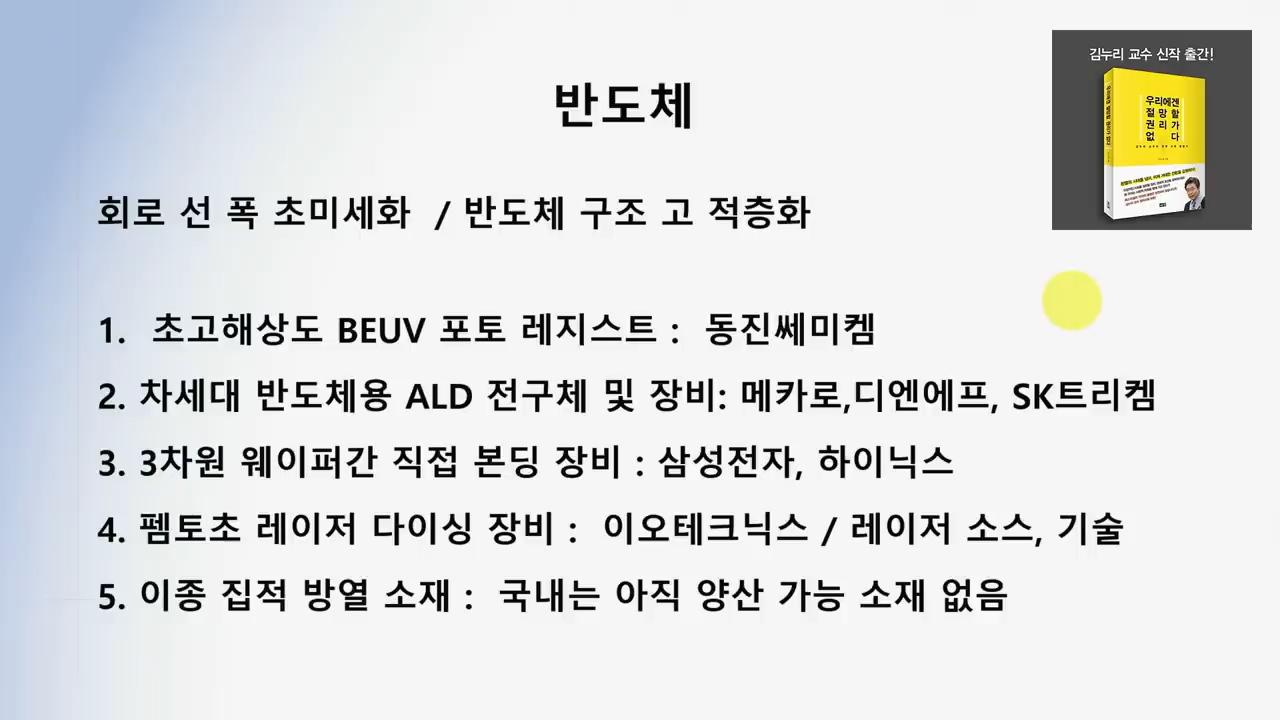 반도체
김누리 교수 신작 출간!
우리에겐
절망할
권리가
없다
회로 선 폭 초미세화 / 반도체 구조 고 적층화
1. 초고해상도 BEUV 포토 레지스트 : 동진쎄미켐
2. 차세대 반도체용 ALD 전구체 및 장비: 메카로,디엔에프, SK트리켐
3. 3차원 웨이퍼간 직접 본딩 장비 : 삼성전자, 하이닉스
4. 펨토초 레이저 다이싱 장비 : 이오테크닉스 / 레이저 소스, 기술
5. 이종 집적 방열 소재 : 국내는 아직 양산 가능 소재 없음